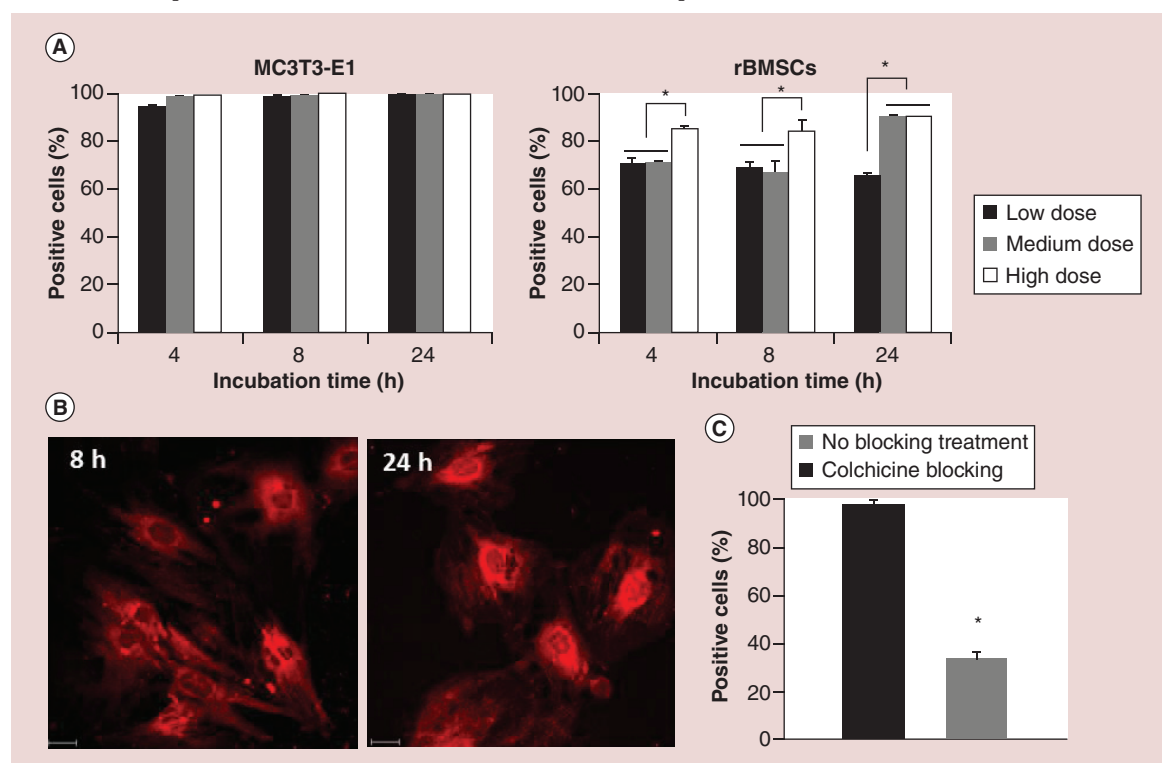 A
MC3T3-E1
Positive cells (%)
100
80
60
40
20
0
4 8 24
Incubation time (h)
rBMSCs
Positive cells (%)
100
80
60
40
20
0
* * *
4 8 24
Incubation time (h)
Low dose
Medium dose
High dose
B
8 h
24 h
C
No blocking treatment
Colchicine blocking
Positive cells (%)
100
80
60
40
20
0
*